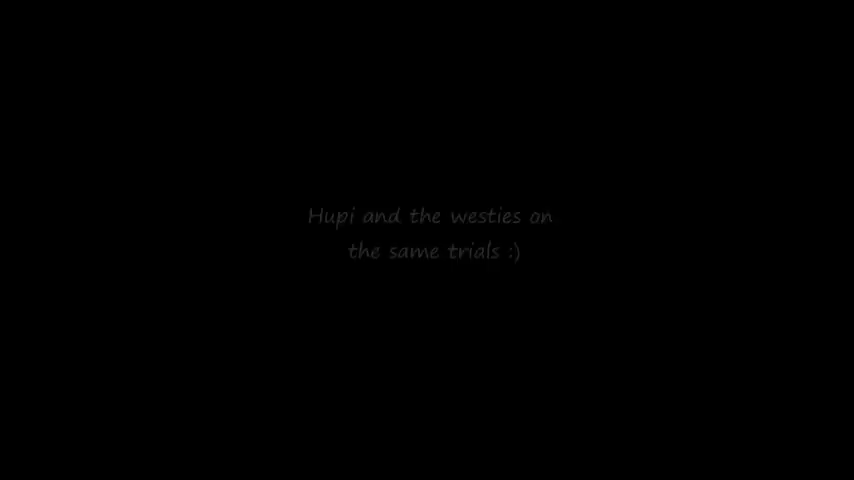 Hupi and the westies on
the same trials :)